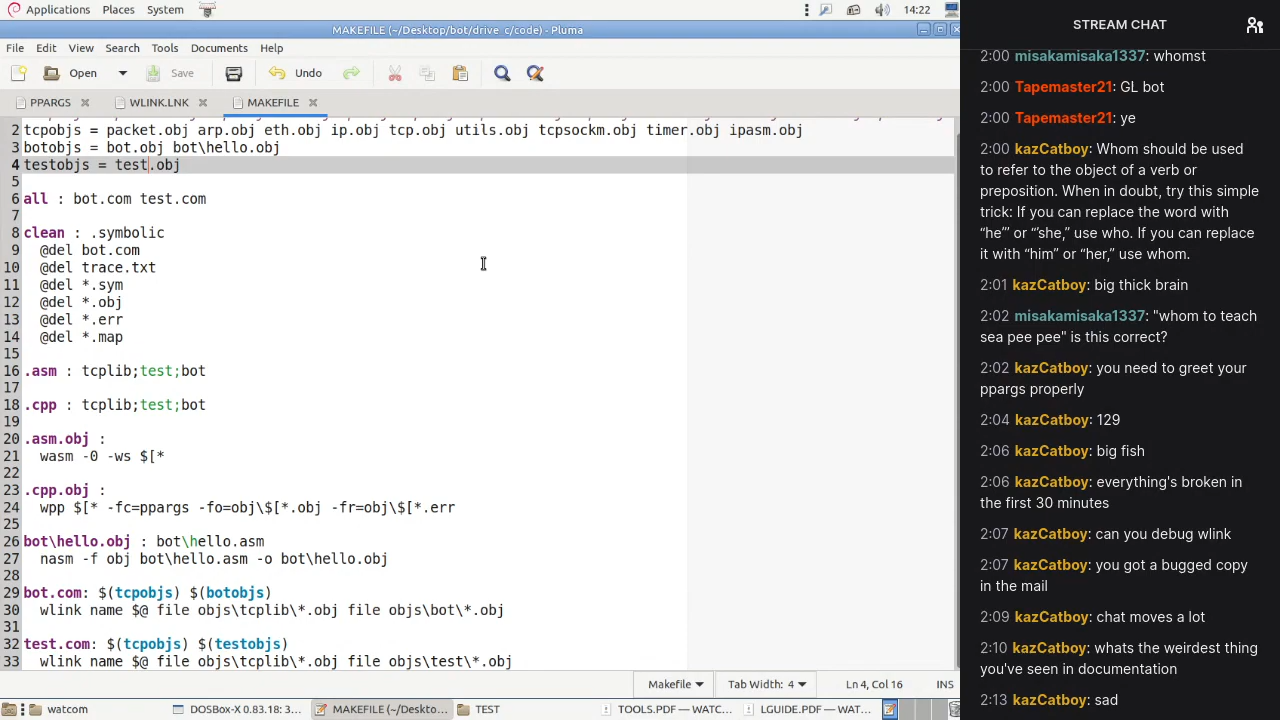 Applications Places System 14:22
MAKEFILE (~/Desktop/bot/drive_c/code) - Pluma
File Edit View Search Tools Documents Help
Open Save Undo
PPARGS WLINK.LNK MAKEFILE
2 tcpobjs = packet.obj arp.obj eth.obj ip.obj tcp.obj utils.obj tcpsockm.obj timer.obj ipasm.obj
3 botobjs = bot.obj bot\hello.obj
4 testobjs = test.obj
5
6 all : bot.com test.com
7
8 clean : .symbolic
9 @del bot.com
10 @del trace.txt
11 @del *.sym
12 @del *.obj
13 @del *.err
14 @del *.map
15
16 .asm : tcplib;test;bot
17
18 .cpp : tcplib;test;bot
19
20 .asm.obj :
21 wasm -0 -ws $[*
22
23 .cpp.obj :
24 wpp $[* -fc=ppargs -fo=obj\$[*.obj -fr=obj\$[*.err
25
26 bot\hello.obj : bot\hello.asm
27 nasm -f obj bot\hello.asm -o bot\hello.obj
28
29 bot.com: $(tcpobjs) $(botobjs)
30 wlink name $@ file objs\tcplib\*.obj file objs\bot\*.obj
31
32 test.com: $(tcpobjs) $(testobjs)
33 wlink name $@ file objs\tcplib\*.obj file objs\test\*.obj
Makefile Tab Width: 4 Ln 4, Col 16 INS
watcom DOSBox-X 0.83.18: 3... MAKEFILE (~/Deskto... TEST TOOLS.PDF — WATC... LGUIDE.PDF — WAT...
STREAM CHAT
2:00 misakamisaka1337: whomst
2:00 Tapemaster21: GL bot
2:00 Tapemaster21: ye
2:00 kazCatboy: Whom should be used
to refer to the object of a verb or
preposition. When in doubt, try this simple
trick: If you can replace the word with
“he”' or “'she,” use who. If you can replace
it with “him” or “her,” use whom.
2:01 kazCatboy: big thick brain
2:02 misakamisaka1337: "whom to teach
sea pee pee" is this correct?
2:02 kazCatboy: you need to greet your
ppargs properly
2:04 kazCatboy: 129
2:06 kazCatboy: big fish
2:06 kazCatboy: everything's broken in
the first 30 minutes
2:07 kazCatboy: can you debug wlink
2:07 kazCatboy: you got a bugged copy
in the mail
2:09 kazCatboy: chat moves a lot
2:10 kazCatboy: whats the weirdest thing
you've seen in documentation
2:13 kazCatboy: sad